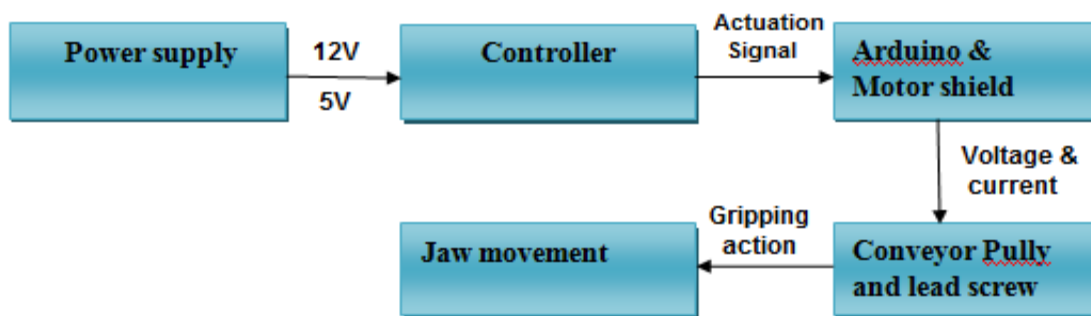 Power supply
12V
5V
Controller
Actuation
Signal
Arduino &
Motor shield
Voltage &
current
Conveyor Pully
and lead screw
Gripping
action
Jaw movement